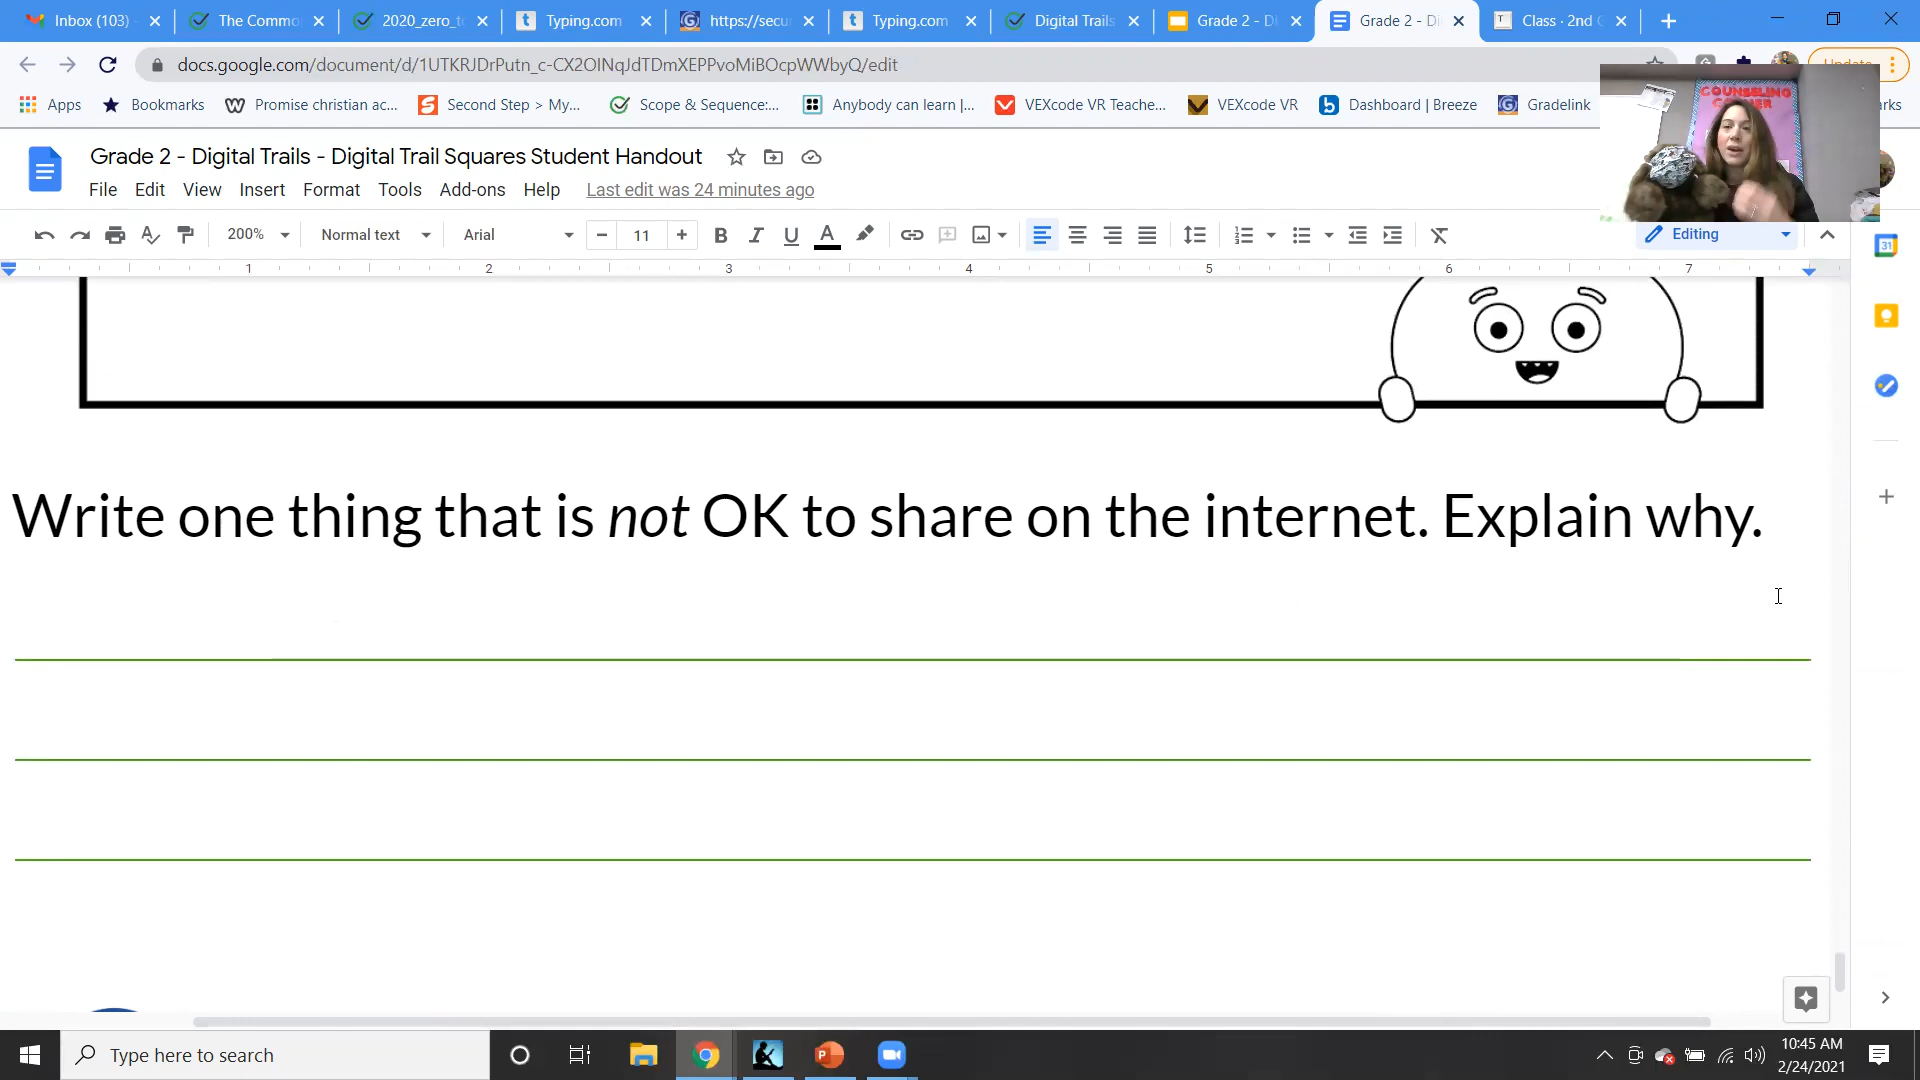 Inbox (103)
The Commo
2020_zero_t
Typing.com
https://secu
Typing.com
Digital Trails
Grade 2 - Di
Grade 2 - Di
Class · 2nd G
docs.google.com/document/d/1UTKRJDrPutn_c-CX2OINqJdTDmXEPPvoMiBOcpWWbyQ/edit
Update
Apps
Bookmarks
Promise christian ac...
Second Step > My...
Scope & Sequence:...
Anybody can learn |...
VEXcode VR Teache...
VEXcode VR
Dashboard | Breeze
Gradelink
rks
COUNSELING
CORNER
Grade 2 - Digital Trails - Digital Trail Squares Student Handout
File Edit View Insert Format Tools Add-ons Help Last edit was 24 minutes ago
200% Normal text Arial 11 B I U A Editing
1 2 3 4 5 6 7
31
Write one thing that is not OK to share on the internet. Explain why.
Type here to search
10:45 AM
2/24/2021